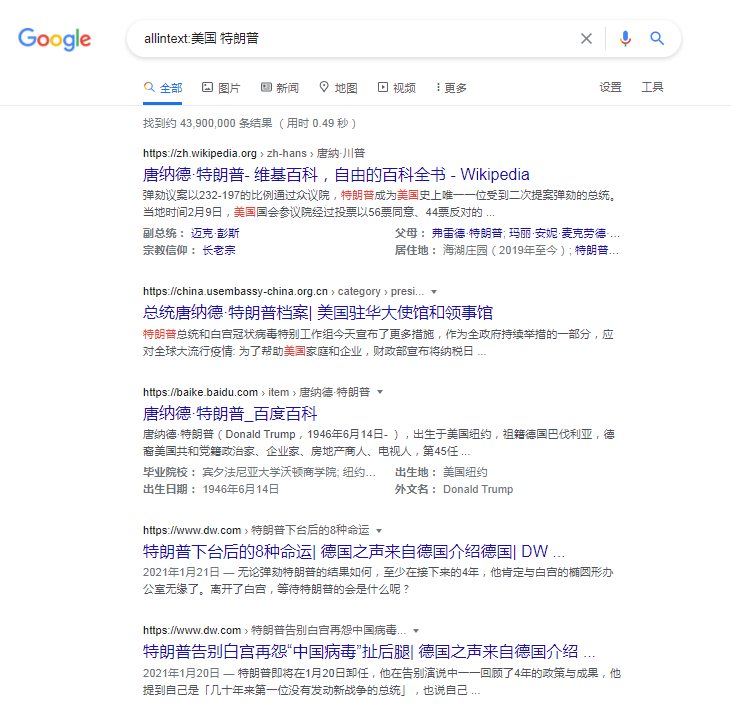 Google
allintext:美国 特朗普
全部 图片 新闻 地图 视频 更多 设置 工具
找到约 43,900,000 条结果 （用时 0.49 秒）
https://zh.wikipedia.org › zh-hans › 唐纳·川普
唐纳德·特朗普- 维基百科，自由的百科全书 - Wikipedia
弹劾议案以232-197的比例通过众议院，特朗普成为美国史上唯一一位受到二次提案弹劾的总统。
当地时间2月9日，美国国会参议院经过投票以56票同意、44票反对的 ...
副总统： 迈克·彭斯 父母： 弗雷德·特朗普; 玛丽·安妮·麦克劳德·...
宗教信仰： 长老宗 居住地： 海湖庄园（2019年至今）; 特朗普...
https://china.usembassy-china.org.cn › category › presi...
总统唐纳德·特朗普档案| 美国驻华大使馆和领事馆
特朗普总统和白宫冠状病毒特别工作组今天宣布了更多措施，作为全政府持续举措的一部分，应
对全球大流行疫情: 为了帮助美国家庭和企业，财政部宣布将纳税日 ...
https://baike.baidu.com › item › 唐纳德·特朗普
唐纳德·特朗普_百度百科
唐纳德·特朗普（Donald Trump，1946年6月14日- ），出生于美国纽约，祖籍德国巴伐利亚，德
裔美国共和党籍政治家、企业家、房地产商人、电视人，第45任 ...
毕业院校： 宾夕法尼亚大学沃顿商学院; 纽约... 出生地： 美国纽约
出生日期： 1946年6月14日 外文名： Donald Trump
https://www.dw.com › 特朗普下台后的8种命运
特朗普下台后的8种命运| 德国之声来自德国介绍德国| DW ...
2021年1月21日 — 无论弹劾特朗普的结果如何，至少在接下来的4年，他肯定与白宫的椭圆形办
公室无缘了。离开了白宫，等待特朗普的会是什么呢？
https://www.dw.com › 特朗普告别白宫再怨中国病毒...
特朗普告别白宫再怨“中国病毒”扯后腿| 德国之声来自德国介绍 ...
2021年1月20日 — 特朗普即将在1月20日卸任，他在告别演说中一一回顾了4年的政策与成果，他
提到自己是「几十年来第一位没有发动新战争的总统」，也说自己 ...